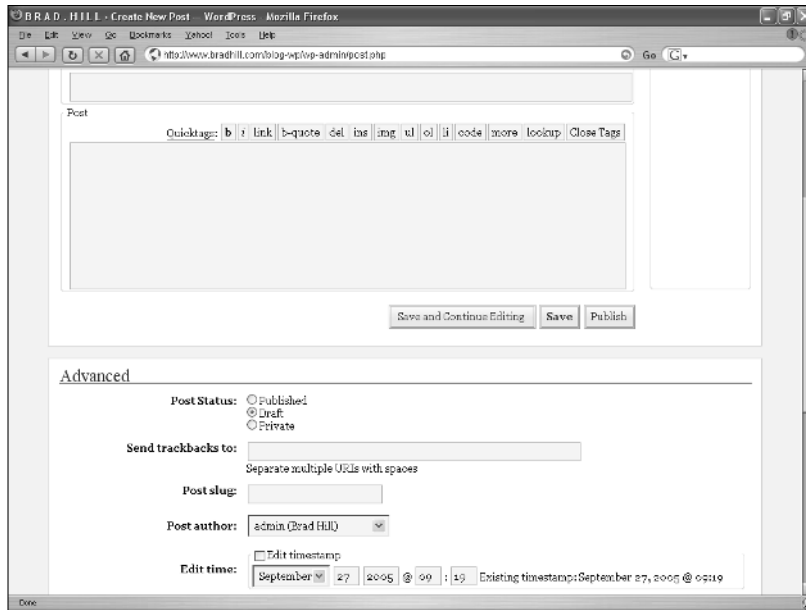 B R A D . H I L L - Create New Post — WordPress - Mozilla Firefox
File Edit View Go Bookmarks Yahoo! Tools Help
http://www.bradhill.com/blog-wp/wp-admin/post.php Go G
Post
Quicktags: b i link b-quote del ins img ul ol li code more lookup Close Tags
Save and Continue Editing Save Publish
Advanced
Post Status: Published
Draft
Private
Send trackbacks to:
Separate multiple URIs with spaces
Post slug:
Post author: admin (Brad Hill)
Edit timestamp
Edit time: September 27 2005 @ 09 : 19 Existing timestamp: September 27, 2005 @ 09:19
Done